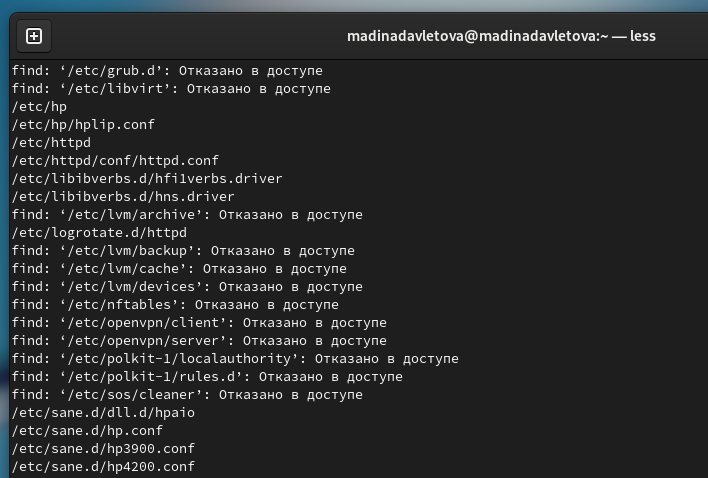 madinadavletova@madinadavletova:~ — less
find: ‘/etc/grub.d’: Отказано в доступе
find: ‘/etc/libvirt’: Отказано в доступе
/etc/hp
/etc/hp/hplip.conf
/etc/httpd
/etc/httpd/conf/httpd.conf
/etc/libibverbs.d/hfi1verbs.driver
/etc/libibverbs.d/hns.driver
find: ‘/etc/lvm/archive’: Отказано в доступе
/etc/logrotate.d/httpd
find: ‘/etc/lvm/backup’: Отказано в доступе
find: ‘/etc/lvm/cache’: Отказано в доступе
find: ‘/etc/lvm/devices’: Отказано в доступе
find: ‘/etc/nftables’: Отказано в доступе
find: ‘/etc/openvpn/client’: Отказано в доступе
find: ‘/etc/openvpn/server’: Отказано в доступе
find: ‘/etc/polkit-1/localauthority’: Отказано в доступе
find: ‘/etc/polkit-1/rules.d’: Отказано в доступе
find: ‘/etc/sos/cleaner’: Отказано в доступе
/etc/sane.d/dll.d/hpaio
/etc/sane.d/hp.conf
/etc/sane.d/hp3900.conf
/etc/sane.d/hp4200.conf